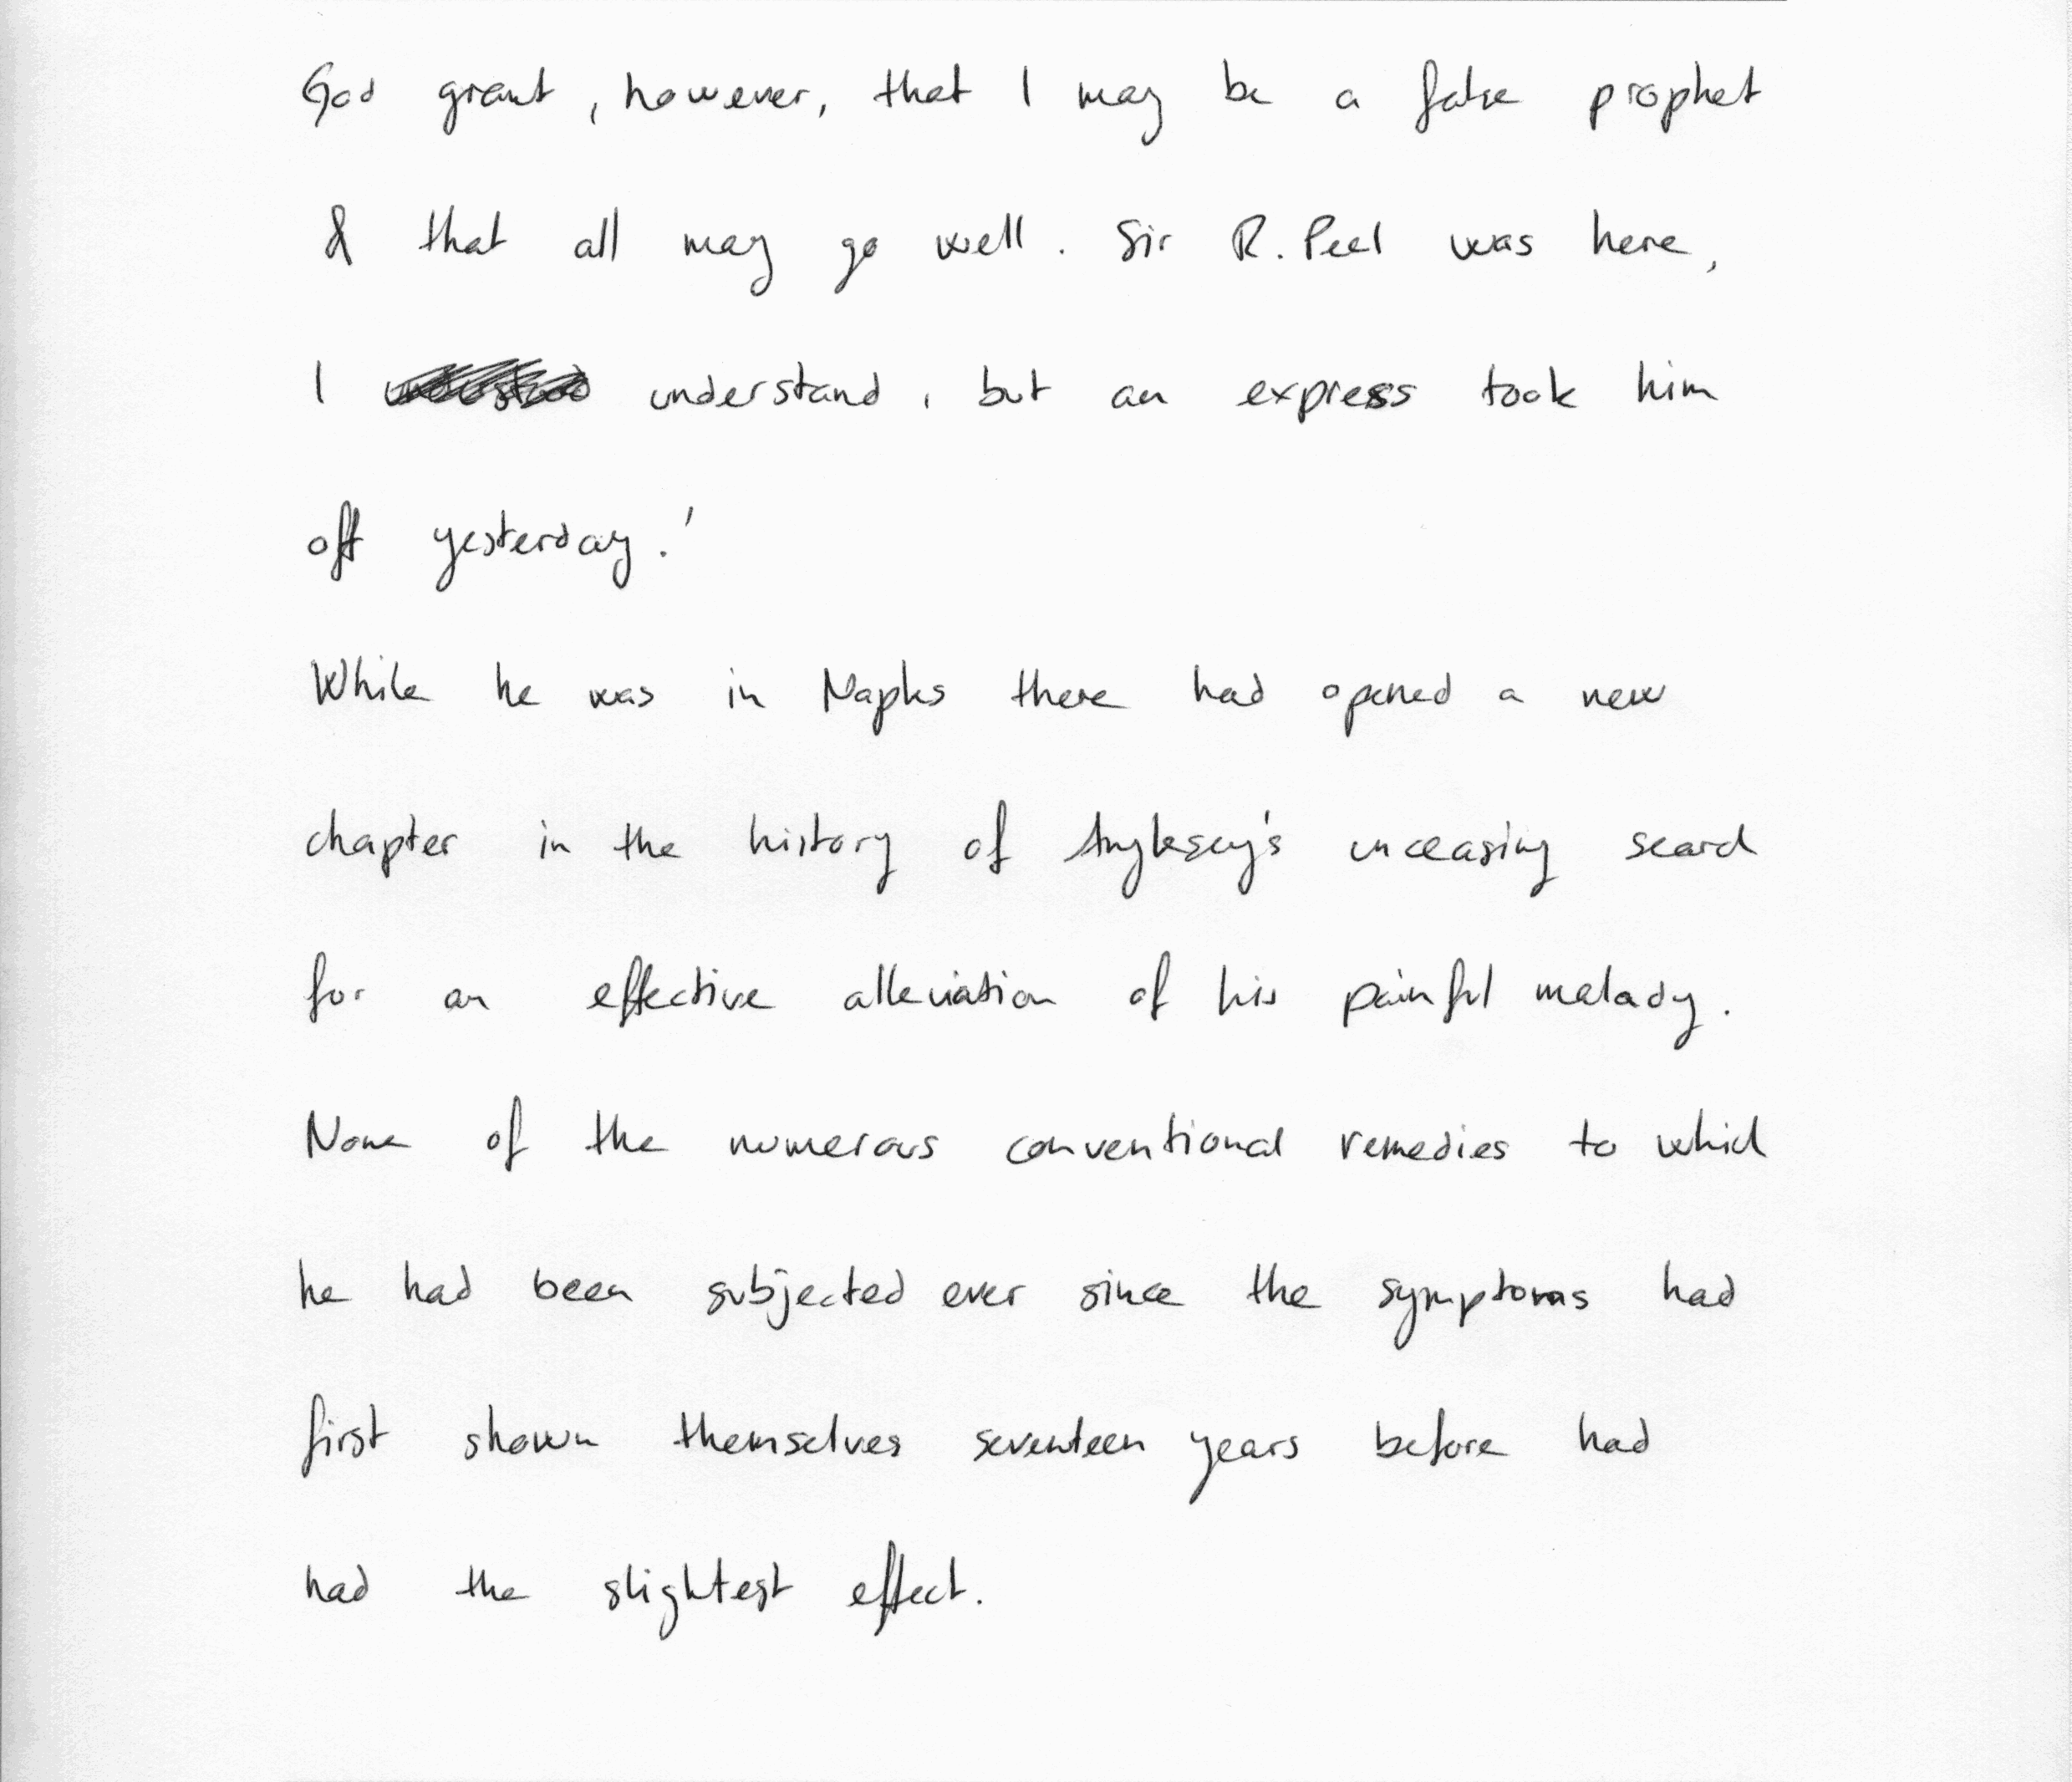 God grant, however, that I may be a false prophet
& that all may go well. Sir R. Peel was here,
I understand, but an express took him
off yesterday.'
While he was in Naples there had opened a new
chapter in the history of Anglesey's unceasing search
for an effective alleviation of his painful malady.
None of the numerous conventional remedies to which
he had been subjected ever since the symptoms had
first shown themselves seventeen years before had
had the slightest effect.